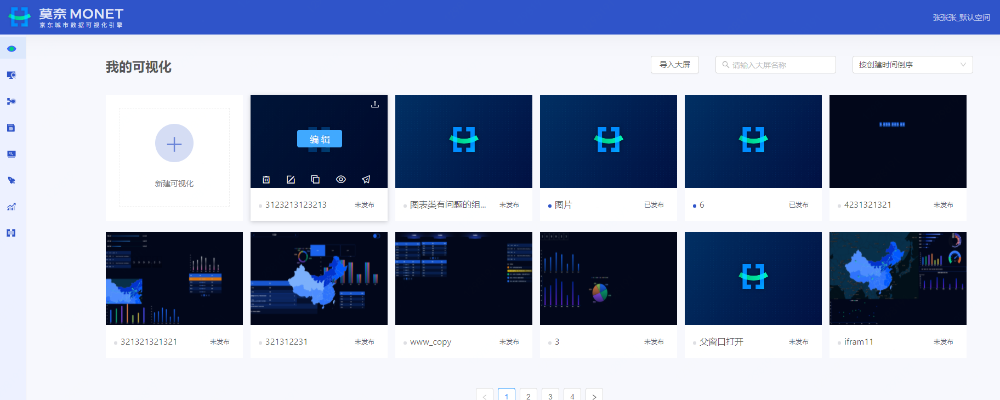 莫奈 MONET
京东城市数据可视化引擎
张张张_默认空间
我的可视化
导入大屏
请输入大屏名称
按创建时间倒序
新建可视化
编辑
3123213123213
未发布
图表类有问题的组...
未发布
图片
已发布
6
已发布
4231321321
未发布
321321321321
未发布
321312231
未发布
www_copy
未发布
3
未发布
父窗口打开
未发布
ifram11
未发布
< 1 2 3 4 >